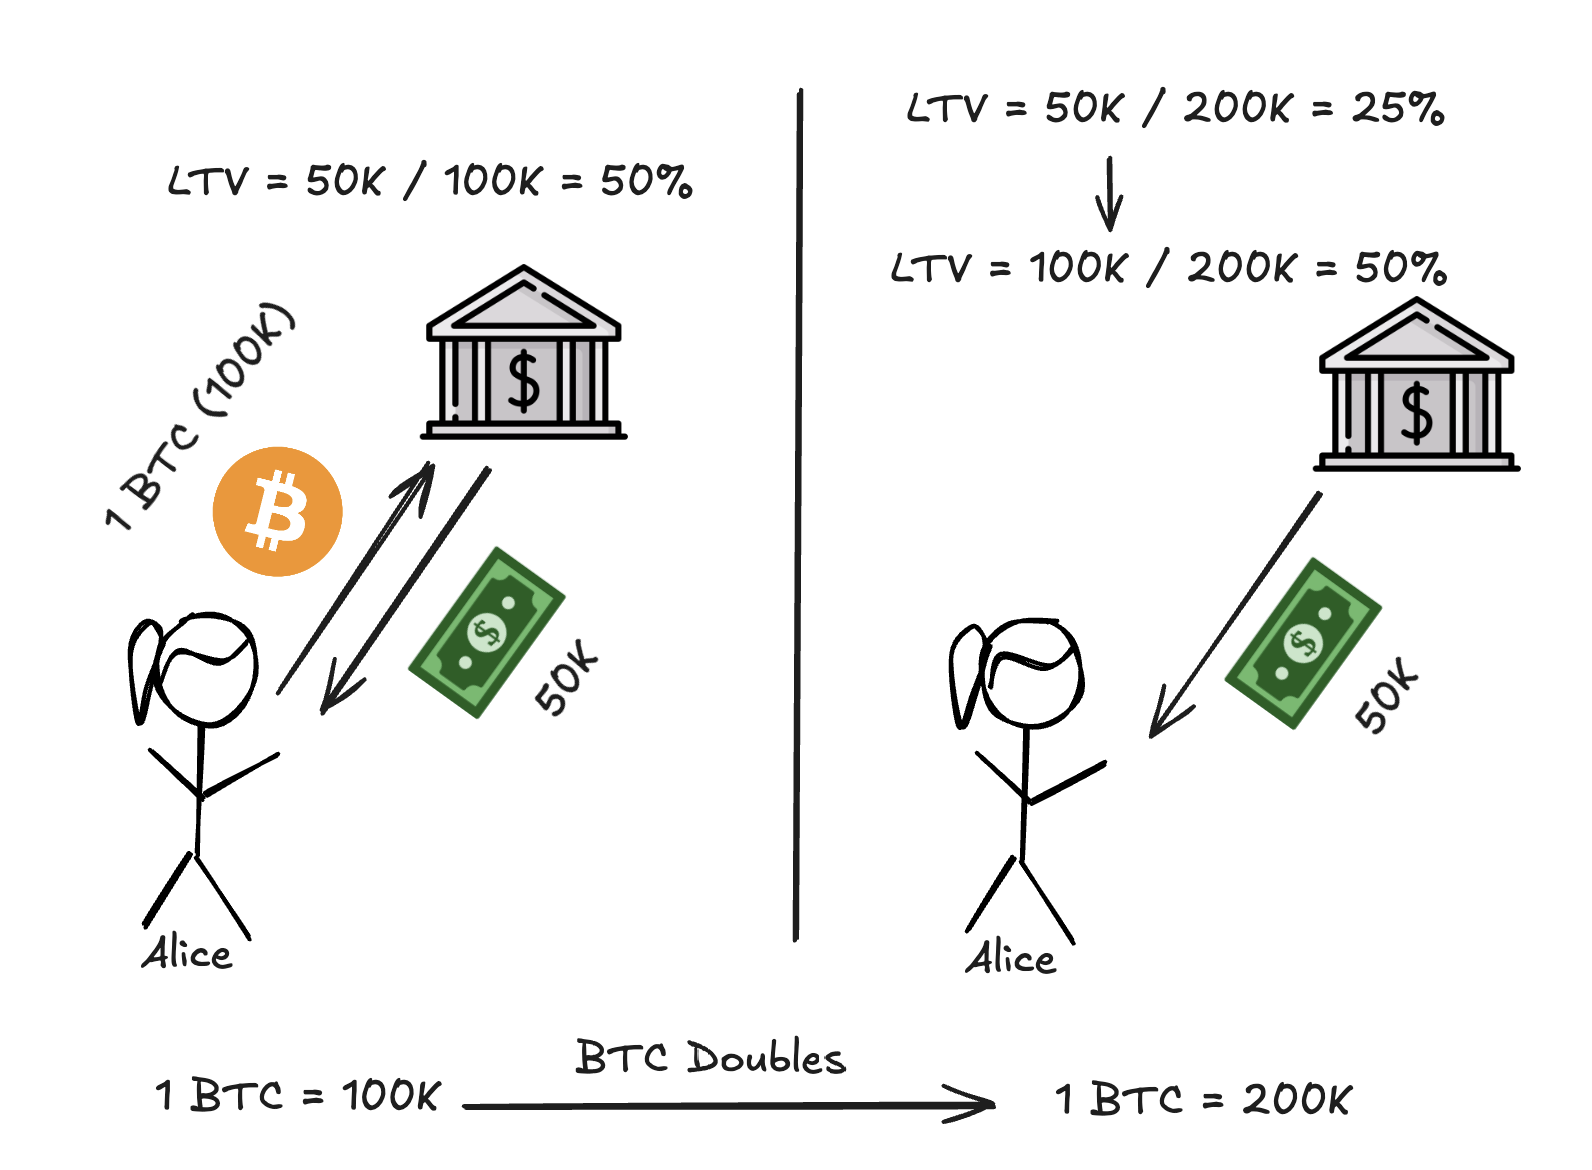 LTV = 50K / 100K = 50%
1 BTC (100K)
$
50K
Alice
LTV = 50K / 200K = 25%
LTV = 100K / 200K = 50%
$
50K
Alice
BTC Doubles
1 BTC = 100K
1 BTC = 200K